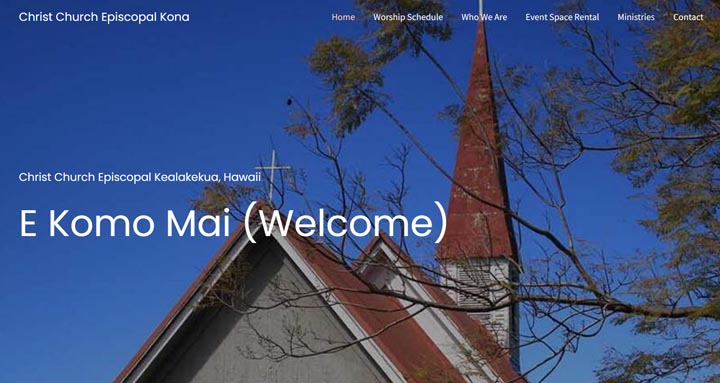 Christ Church Episcopal Kona
Home Worship Schedule Who We Are Event Space Rental Ministries Contact
Christ Church Episcopal Kealakekua, Hawaii
E Komo Mai (Welcome)